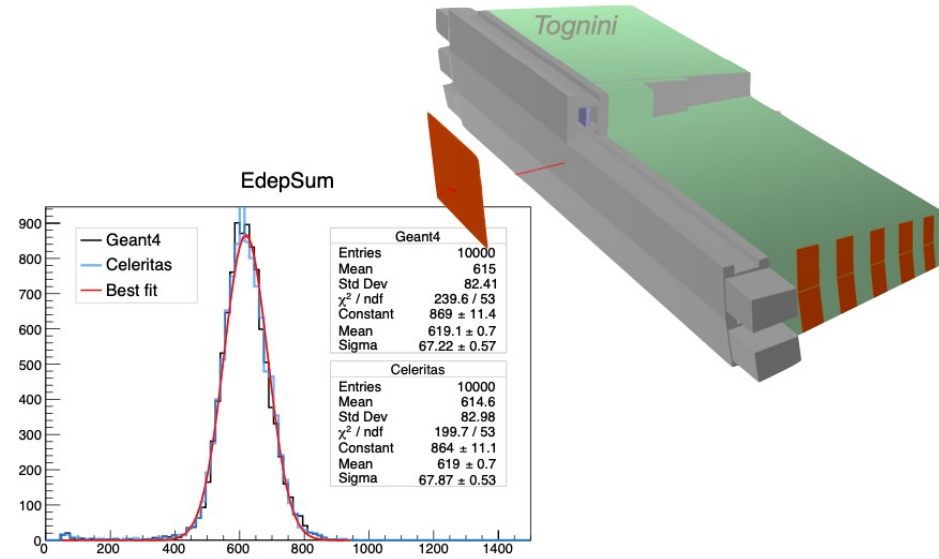 Tognini
EdepSum
Geant4
Celeritas
Best fit
Geant4
Entries 10000
Mean 615
Std Dev 82.41
χ² / ndf 239.6 / 53
Constant 869 ± 11.4
Mean 619.1 ± 0.7
Sigma 67.22 ± 0.57
Celeritas
Entries 10000
Mean 614.6
Std Dev 82.98
χ² / ndf 199.7 / 53
Constant 864 ± 11.1
Mean 619 ± 0.7
Sigma 67.87 ± 0.53
900
800
700
600
500
400
300
200
100
0
0 200 400 600 800 1000 1200 1400